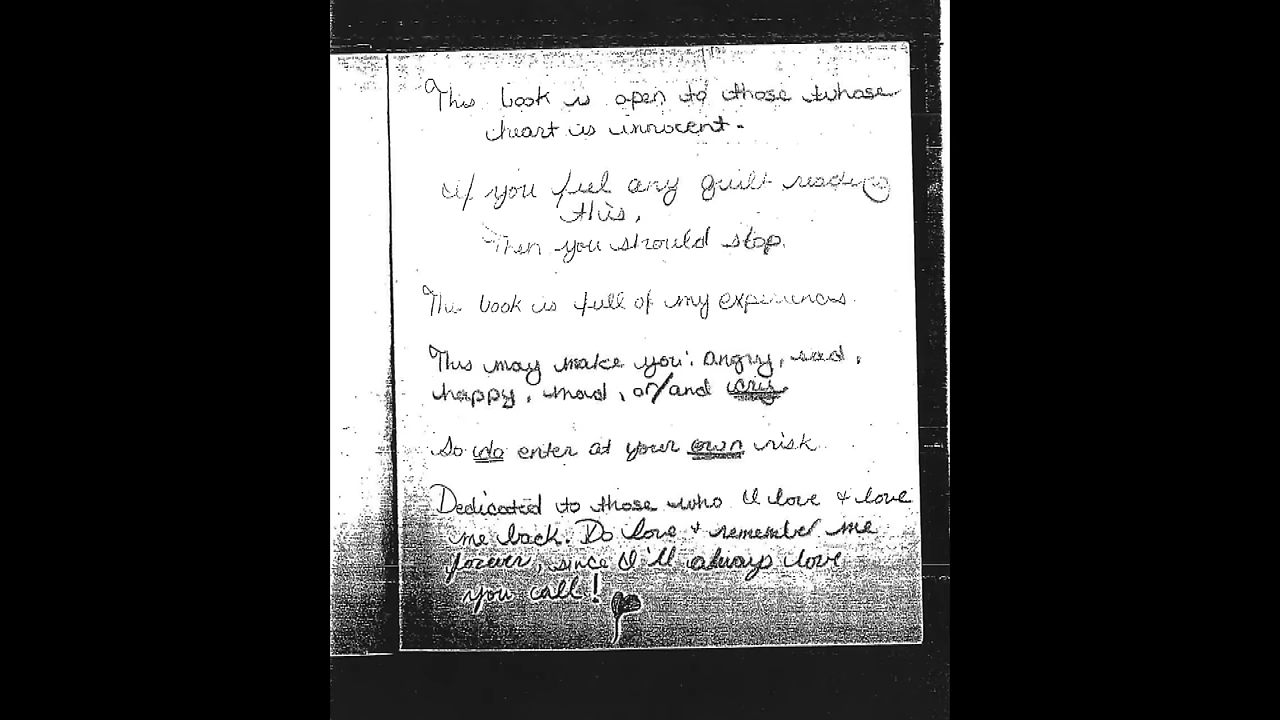 This book is open to those whose
heart is innocent.
If you feel any guilt reading
this,
Then you should stop.
The book is full of my experiences.
This may make you: angry, sad,
happy, mad, or/and cry
So do enter at your own risk.
Dedicated to those who I love & love
me back. Do love & remember me
forever, since I'll always love
you all!